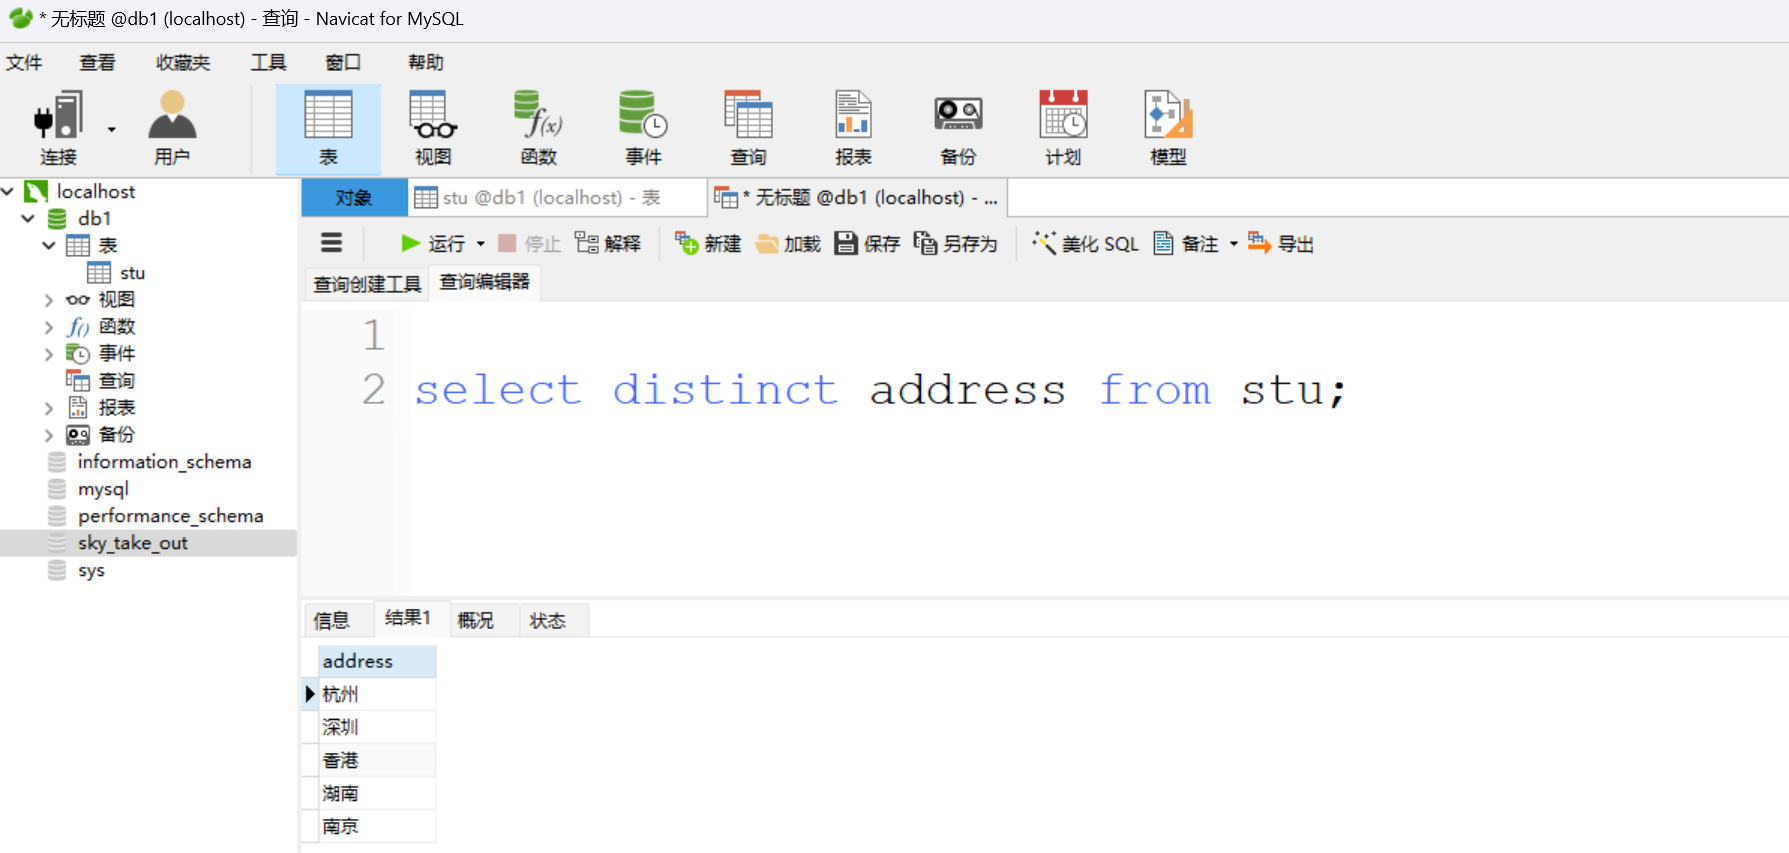 * 无标题 @db1 (localhost) - 查询 - Navicat for MySQL
文件 查看 收藏夹 工具 窗口 帮助
连接 用户 表 视图 函数 事件 查询 报表 备份 计划 模型
localhost
db1
表
stu
视图
函数
事件
查询
报表
备份
information_schema
mysql
performance_schema
sky_take_out
sys
对象 stu @db1 (localhost) - 表 * 无标题 @db1 (localhost) - ...
运行 停止 解释 新建 加载 保存 另存为 美化 SQL 备注 导出
查询创建工具 查询编辑器
1
2 select distinct address from stu;
信息 结果1 概况 状态
address
杭州
深圳
香港
湖南
南京